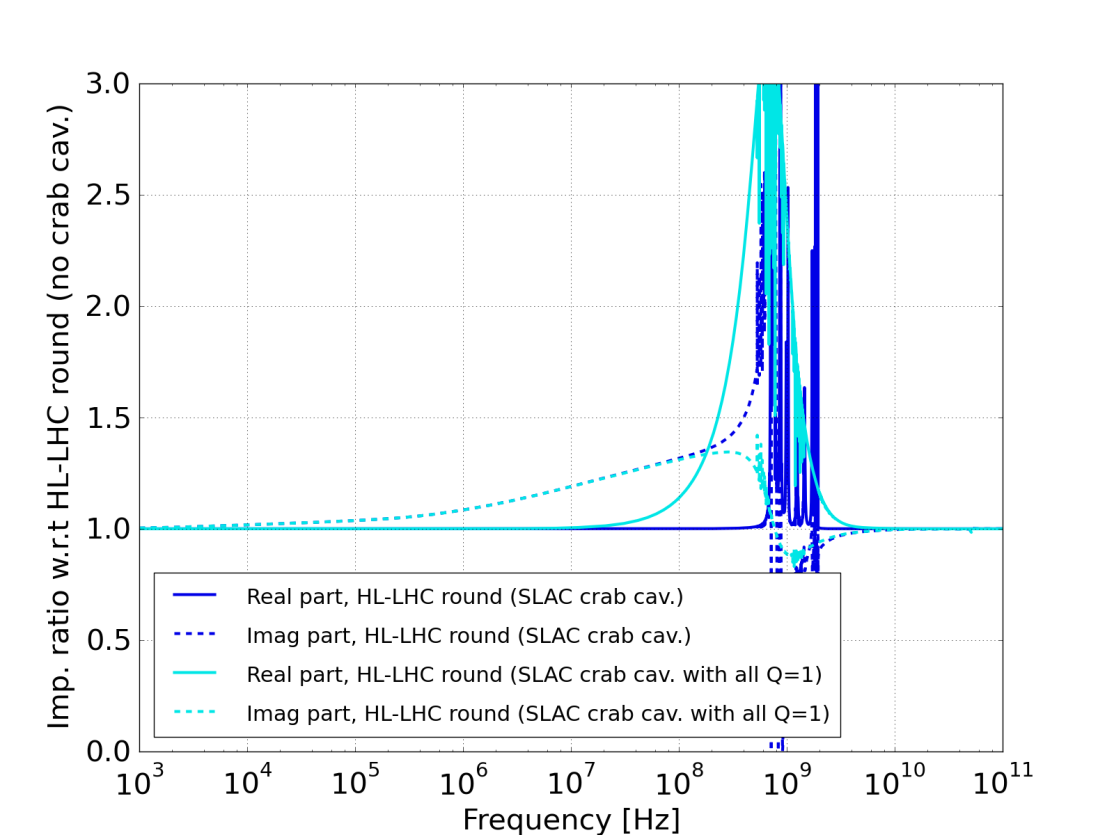 3.0
2.5
2.0
1.5
1.0
0.5
0.0
Imp. ratio w.r.t HL-LHC round (no crab cav.)
Real part, HL-LHC round (SLAC crab cav.)
Imag part, HL-LHC round (SLAC crab cav.)
Real part, HL-LHC round (SLAC crab cav. with all Q=1)
Imag part, HL-LHC round (SLAC crab cav. with all Q=1)
10³ 10⁴ 10⁵ 10⁶ 10⁷ 10⁸ 10⁹ 10¹⁰ 10¹¹
Frequency [Hz]